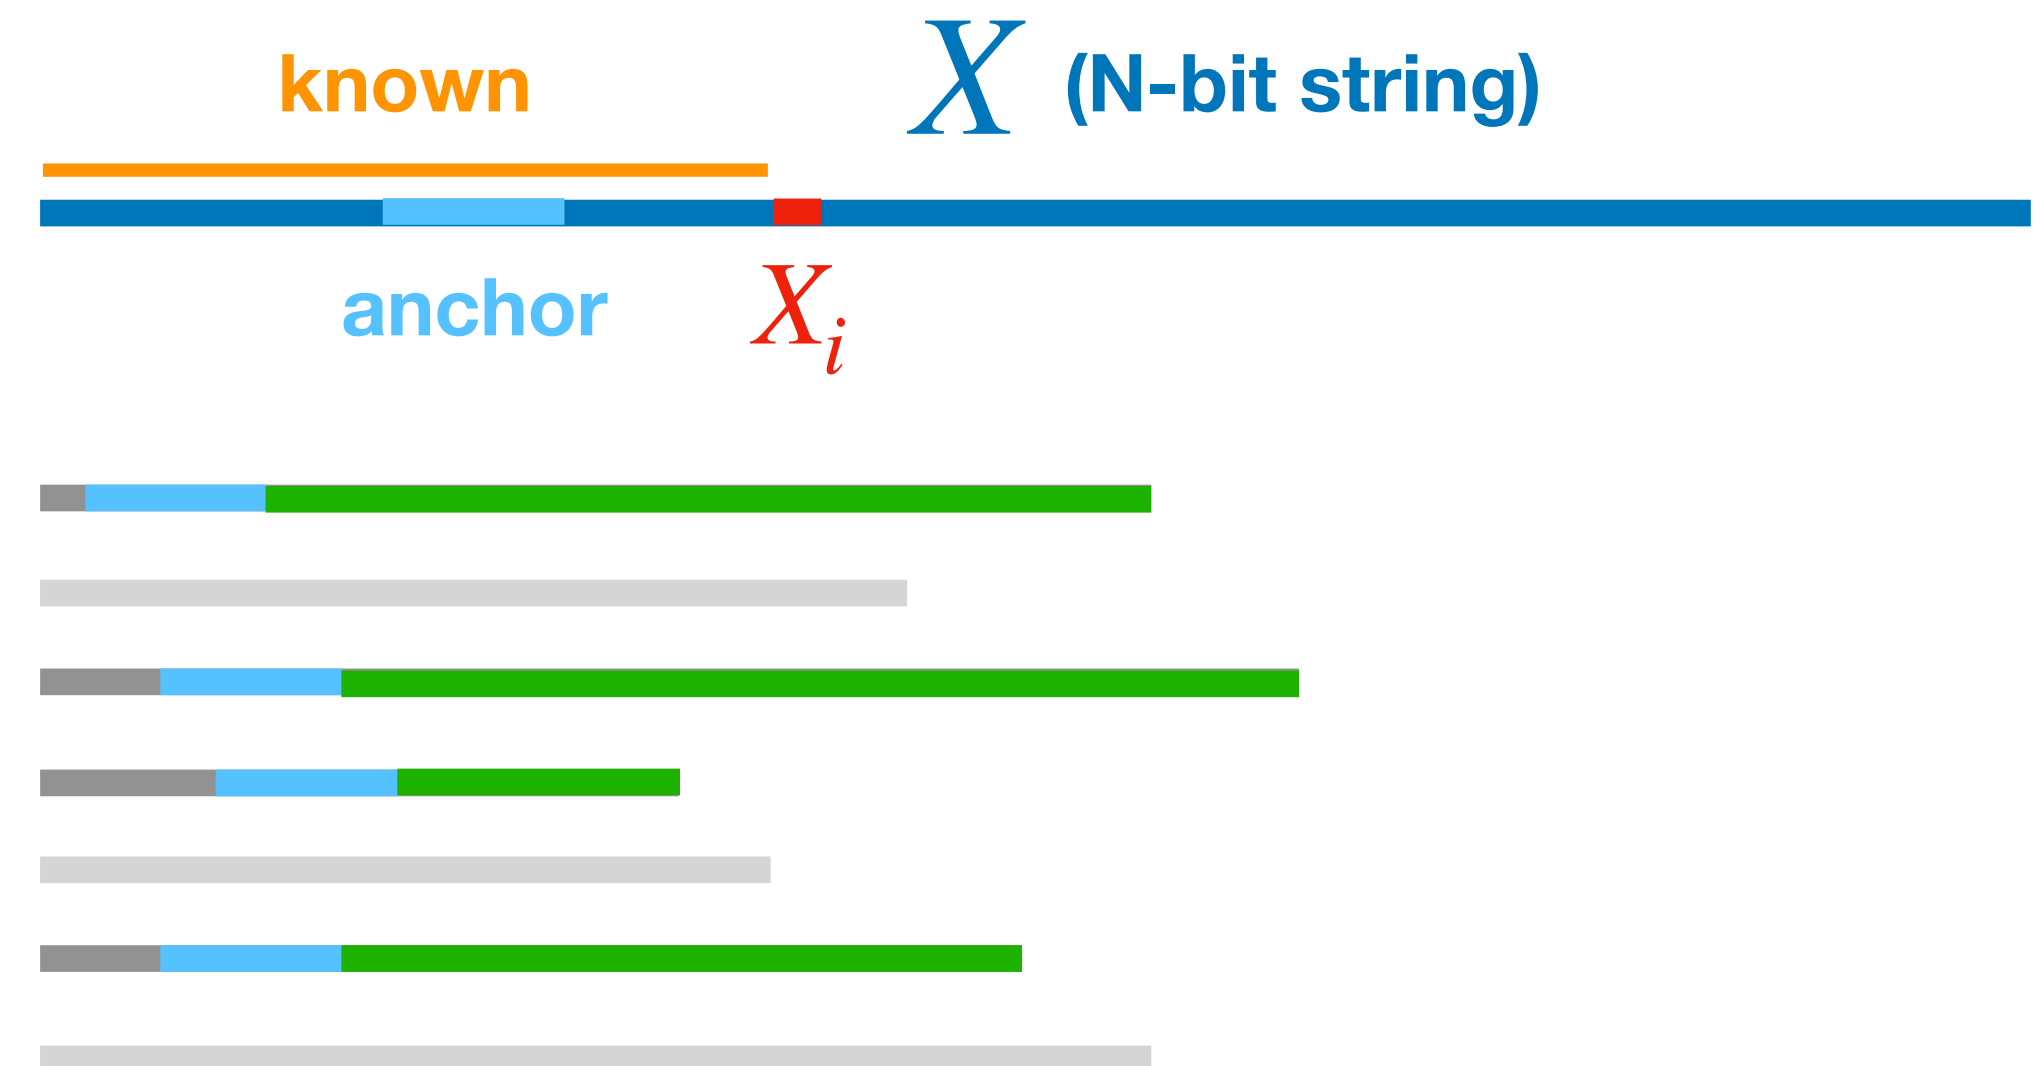 known
X (N-bit string)
anchor
X_i